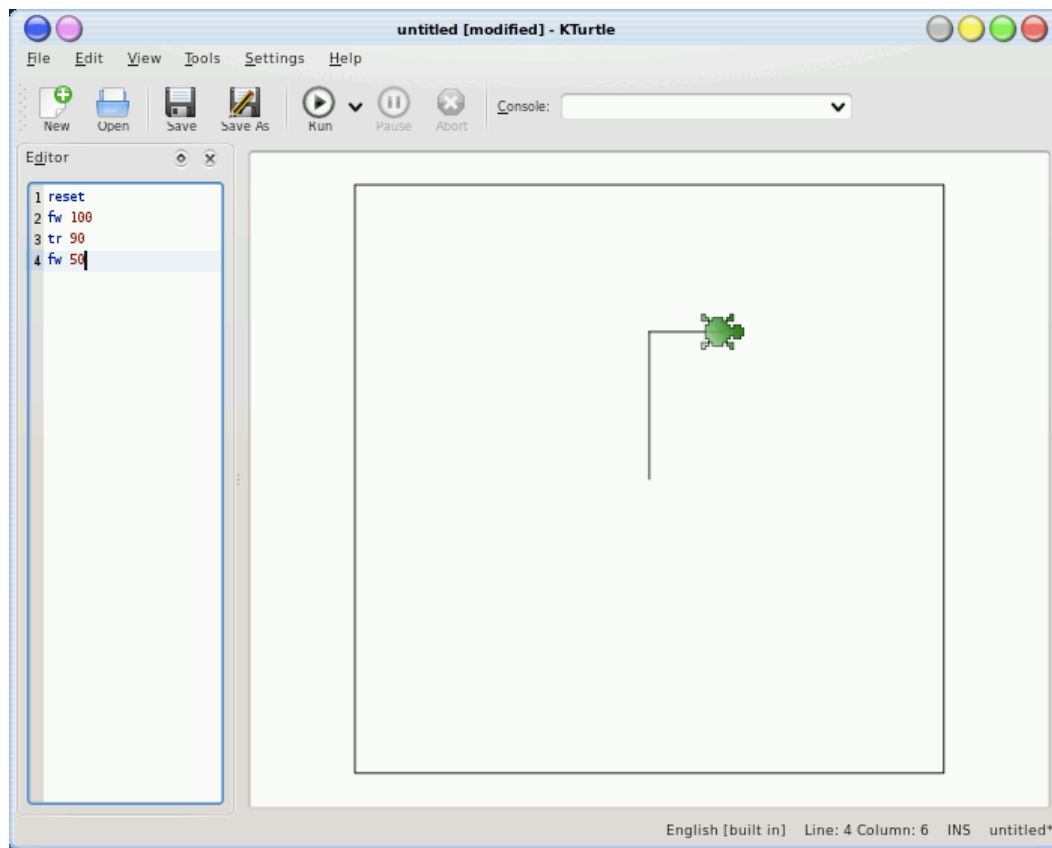 untitled [modified] - KTurtle
File Edit View Tools Settings Help
New Open Save Save As Run Pause Abort Console:
Editor
1 reset
2 fw 100
3 tr 90
4 fw 50
English [built in] Line: 4 Column: 6 INS untitled*